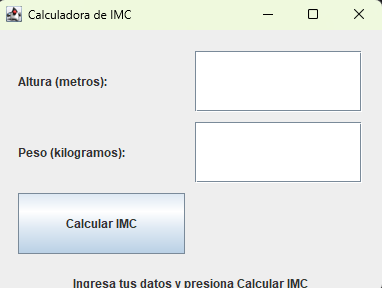 Calculadora de IMC
Altura (metros):
Peso (kilogramos):
Calcular IMC
Ingresa tus datos y presiona Calcular IMC